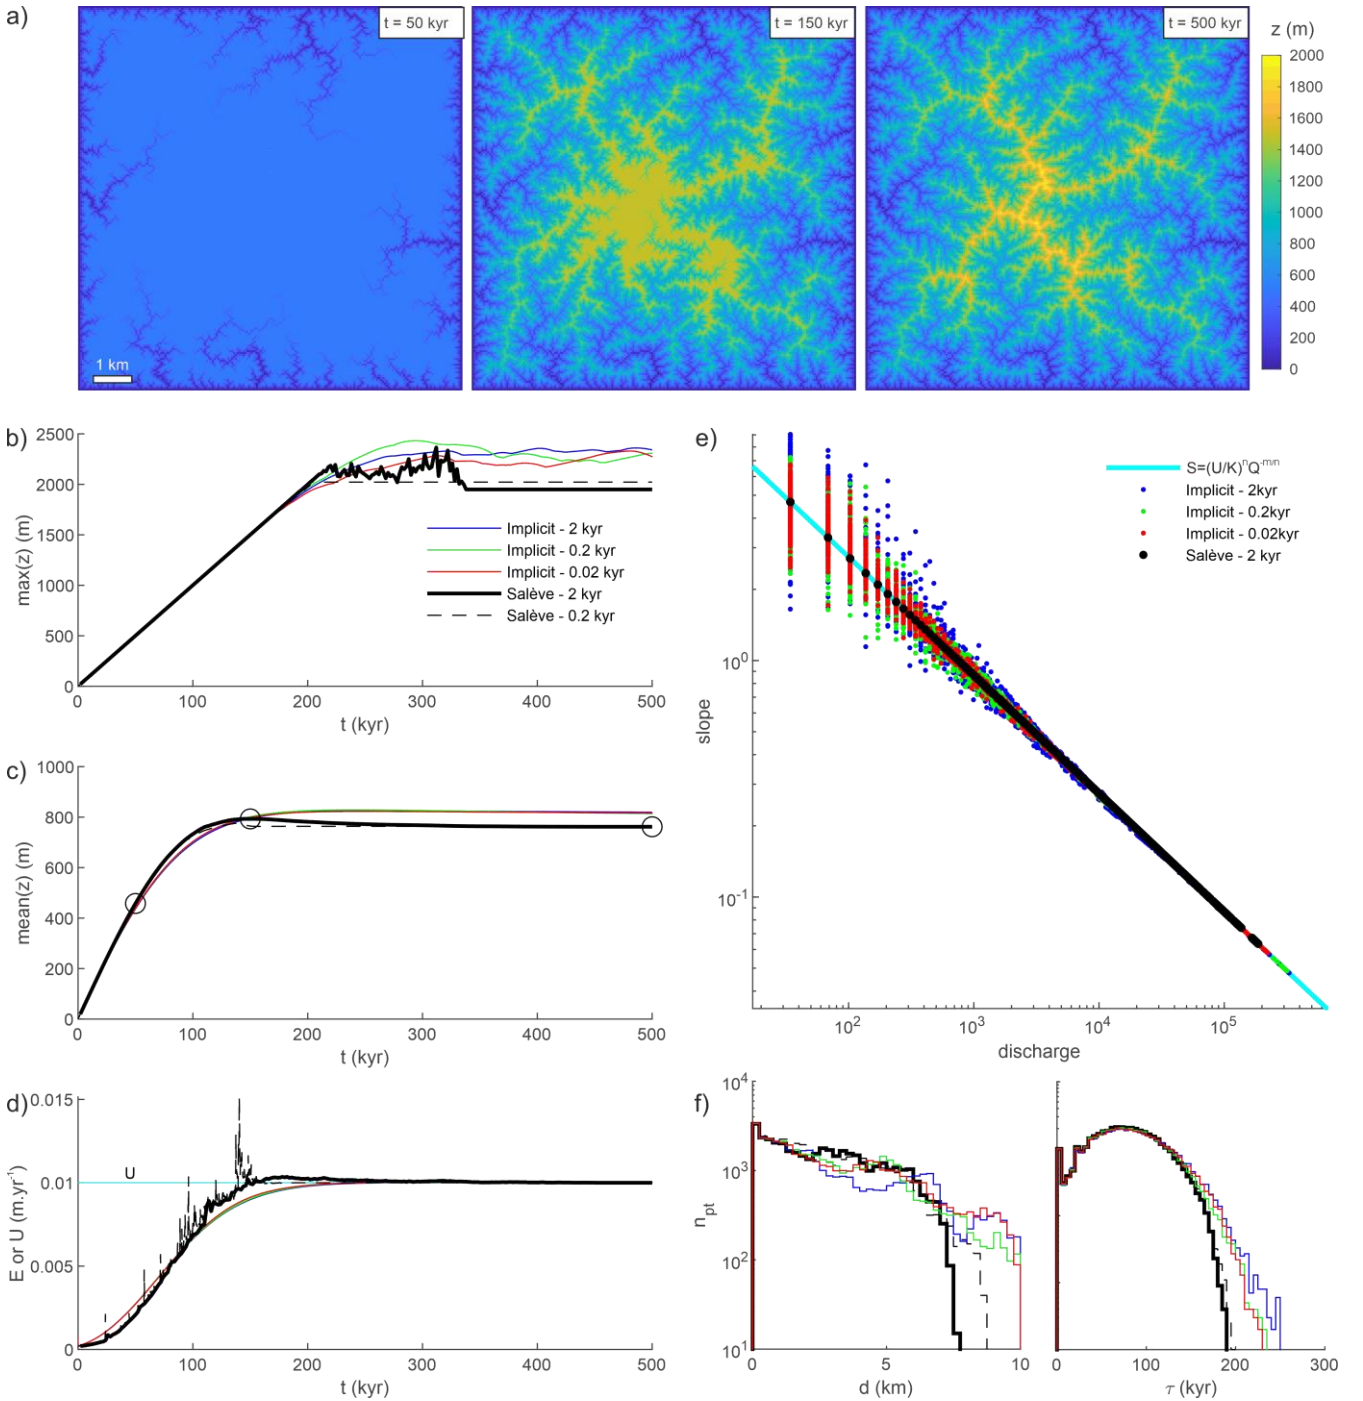 a)
t = 50 kyr
t = 150 kyr
t = 500 kyr
z (m)
2000
1800
1600
1400
1200
1000
800
600
400
200
0
1 km
b)
2500
2000
1500
1000
500
0
max(z) (m)
Implicit - 2 kyr
Implicit - 0.2 kyr
Implicit - 0.02 kyr
Salève - 2 kyr
Salève - 0.2 kyr
0 100 200 300 400 500
t (kyr)
c)
1000
800
600
400
200
0
mean(z) (m)
0 100 200 300 400 500
t (kyr)
d)
0.015
0.01
0.005
0
E or U (m.yr⁻¹)
U
0 100 200 300 400 500
t (kyr)
e)
S=(U/K)ⁿQ⁻ᵐ/ⁿ
Implicit - 2kyr
Implicit - 0.2kyr
Implicit - 0.02kyr
Salève - 2 kyr
10⁰
10⁻¹
slope
10² 10³ 10⁴ 10⁵
discharge
f)
10⁴
10³
10²
10¹
n_pt
0 5 10
d (km)
0 100 200 300
τ (kyr)